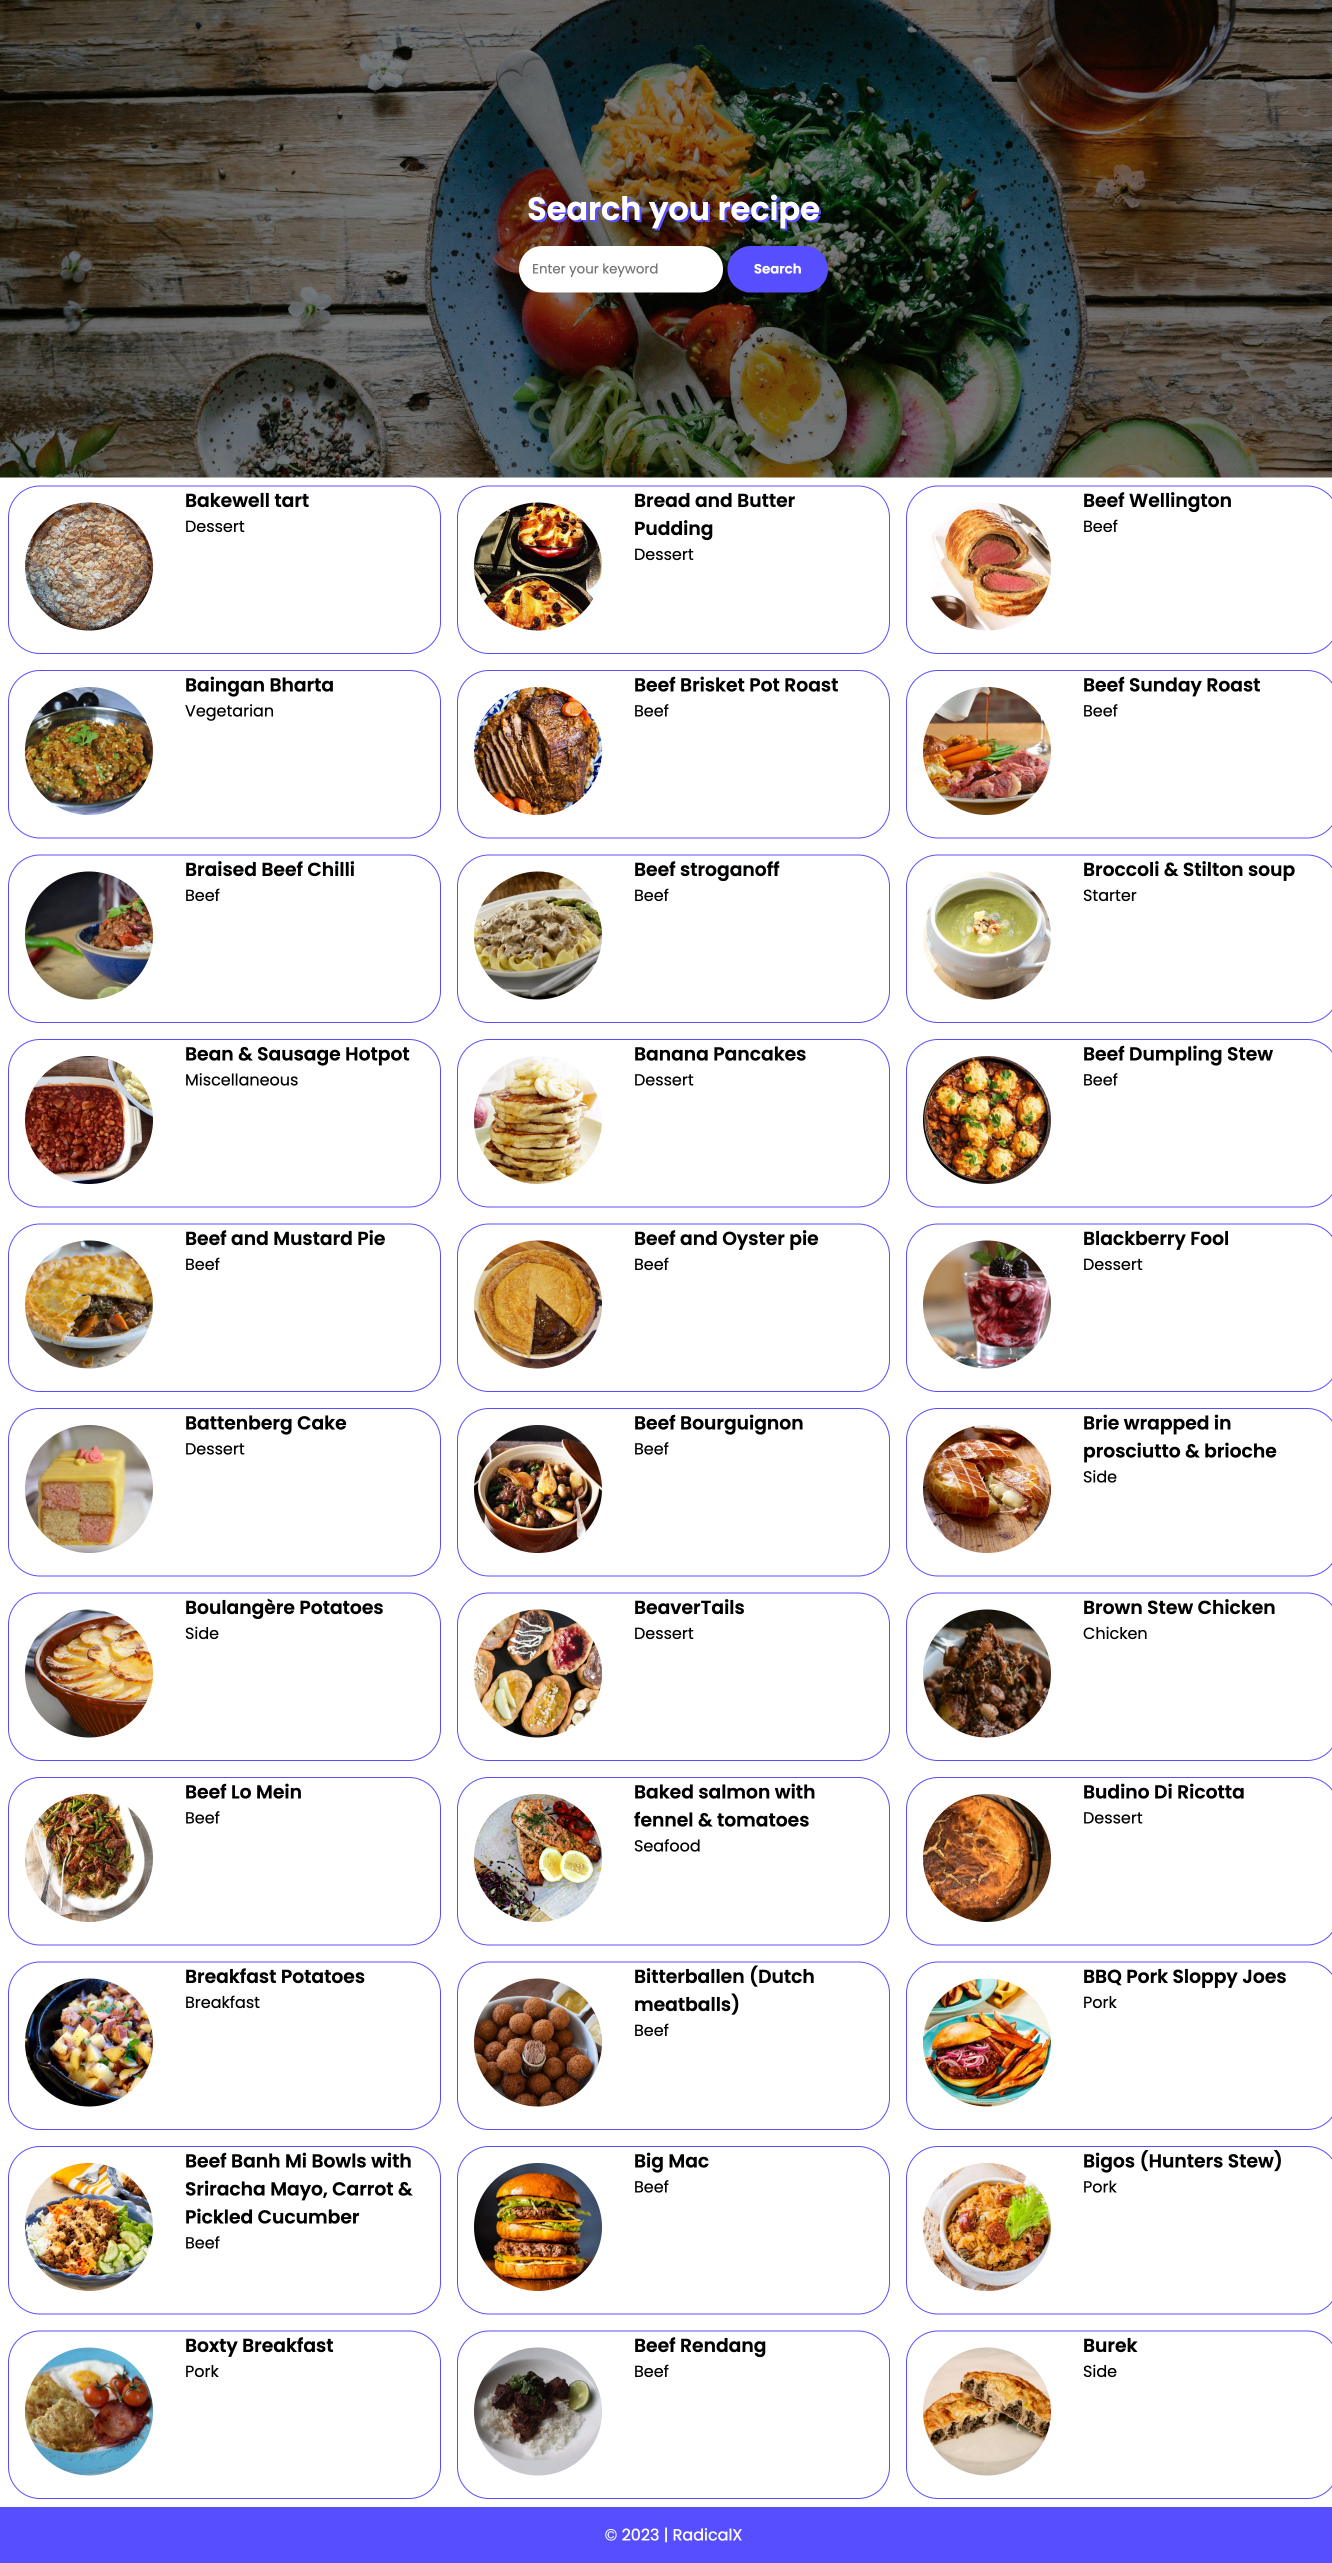 Search you recipe
Enter your keyword
Search
Bakewell tart
Dessert
Bread and Butter
Pudding
Dessert
Beef Wellington
Beef
Baingan Bharta
Vegetarian
Beef Brisket Pot Roast
Beef
Beef Sunday Roast
Beef
Braised Beef Chilli
Beef
Beef stroganoff
Beef
Broccoli & Stilton soup
Starter
Bean & Sausage Hotpot
Miscellaneous
Banana Pancakes
Dessert
Beef Dumpling Stew
Beef
Beef and Mustard Pie
Beef
Beef and Oyster pie
Beef
Blackberry Fool
Dessert
Battenberg Cake
Dessert
Beef Bourguignon
Beef
Brie wrapped in
prosciutto & brioche
Side
Boulangère Potatoes
Side
BeaverTails
Dessert
Brown Stew Chicken
Chicken
Beef Lo Mein
Beef
Baked salmon with
fennel & tomatoes
Seafood
Budino Di Ricotta
Dessert
Breakfast Potatoes
Breakfast
Bitterballen (Dutch
meatballs)
Beef
BBQ Pork Sloppy Joes
Pork
Beef Banh Mi Bowls with
Sriracha Mayo, Carrot &
Pickled Cucumber
Beef
Big Mac
Beef
Bigos (Hunters Stew)
Pork
Boxty Breakfast
Pork
Beef Rendang
Beef
Burek
Side
© 2023 | RadicalX